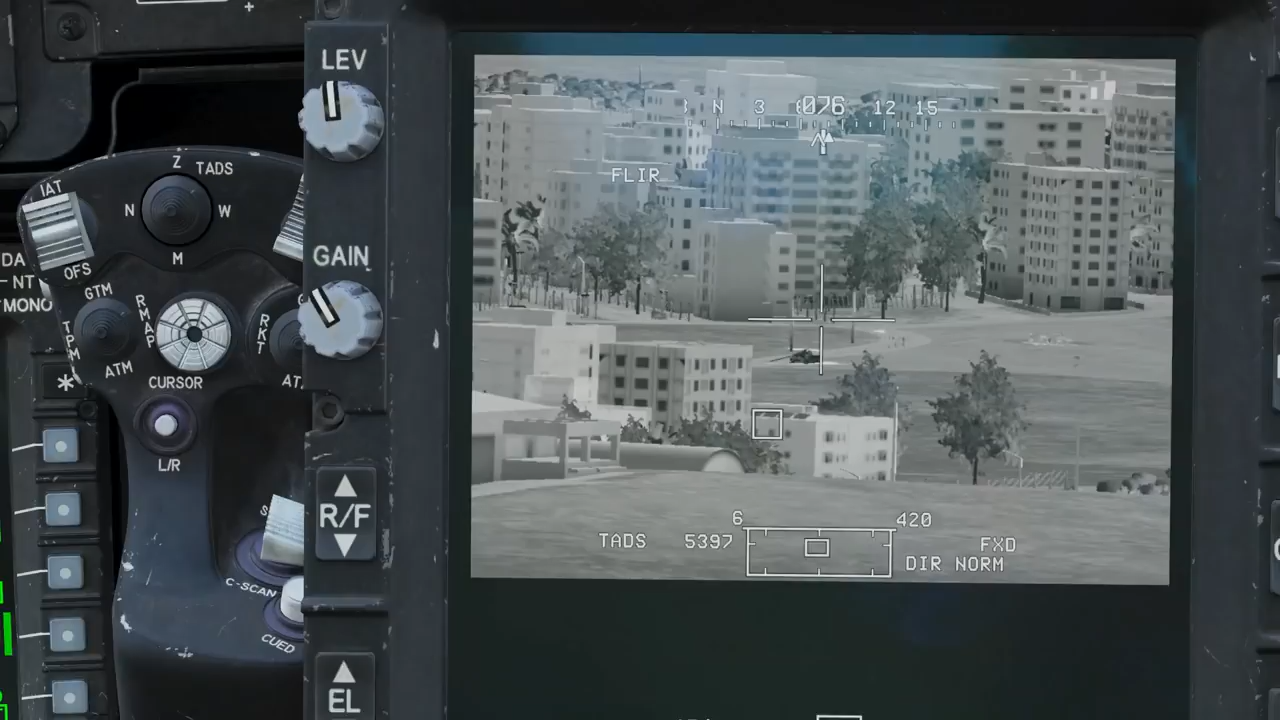 +
LEV
Z TADS
IAT
N W
M
OFS
N 3 076 12 15
FLIR
GAIN
DA
NT
MONO
GTM
RMAP
TPM
ATM
RKT
CURSOR
*
L/R
R/F
6 420
TADS 5397 FXD
DIR NORM
C-SCAN
CUED
EL